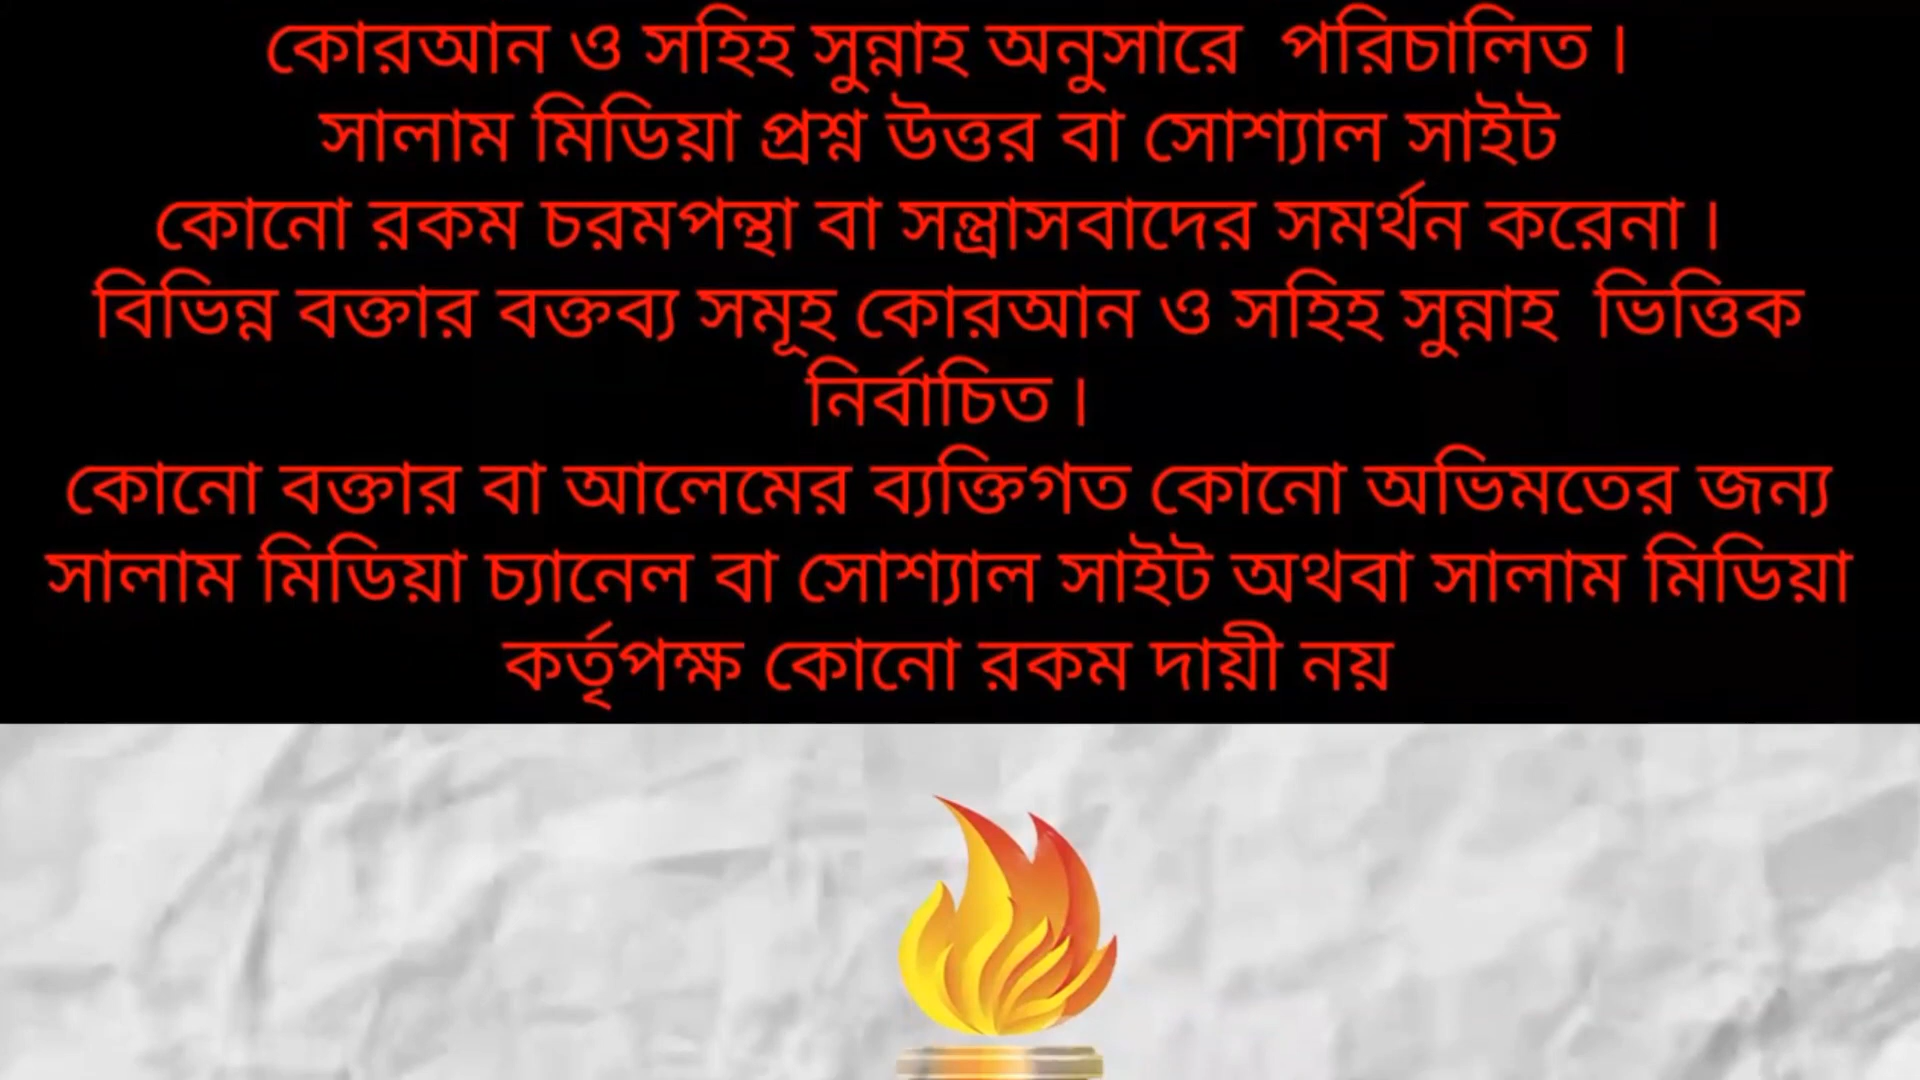 কোরআন ও সহিহ সুন্নাহ অনুসারে পরিচালিত ৷
সালাম মিডিয়া প্রশ্ন উত্তর বা সোশ্যাল সাইট
কোনো রকম চরমপন্থা বা সন্ত্রাসবাদের সমর্থন করেনা ৷
বিভিন্ন বক্তার বক্তব্য সমূহ কোরআন ও সহিহ সুন্নাহ ভিত্তিক
নির্বাচিত ৷
কোনো বক্তার বা আলেমের ব্যক্তিগত কোনো অভিমতের জন্য
সালাম মিডিয়া চ্যানেল বা সোশ্যাল সাইট অথবা সালাম মিডিয়া
কর্তৃপক্ষ কোনো রকম দায়ী নয়